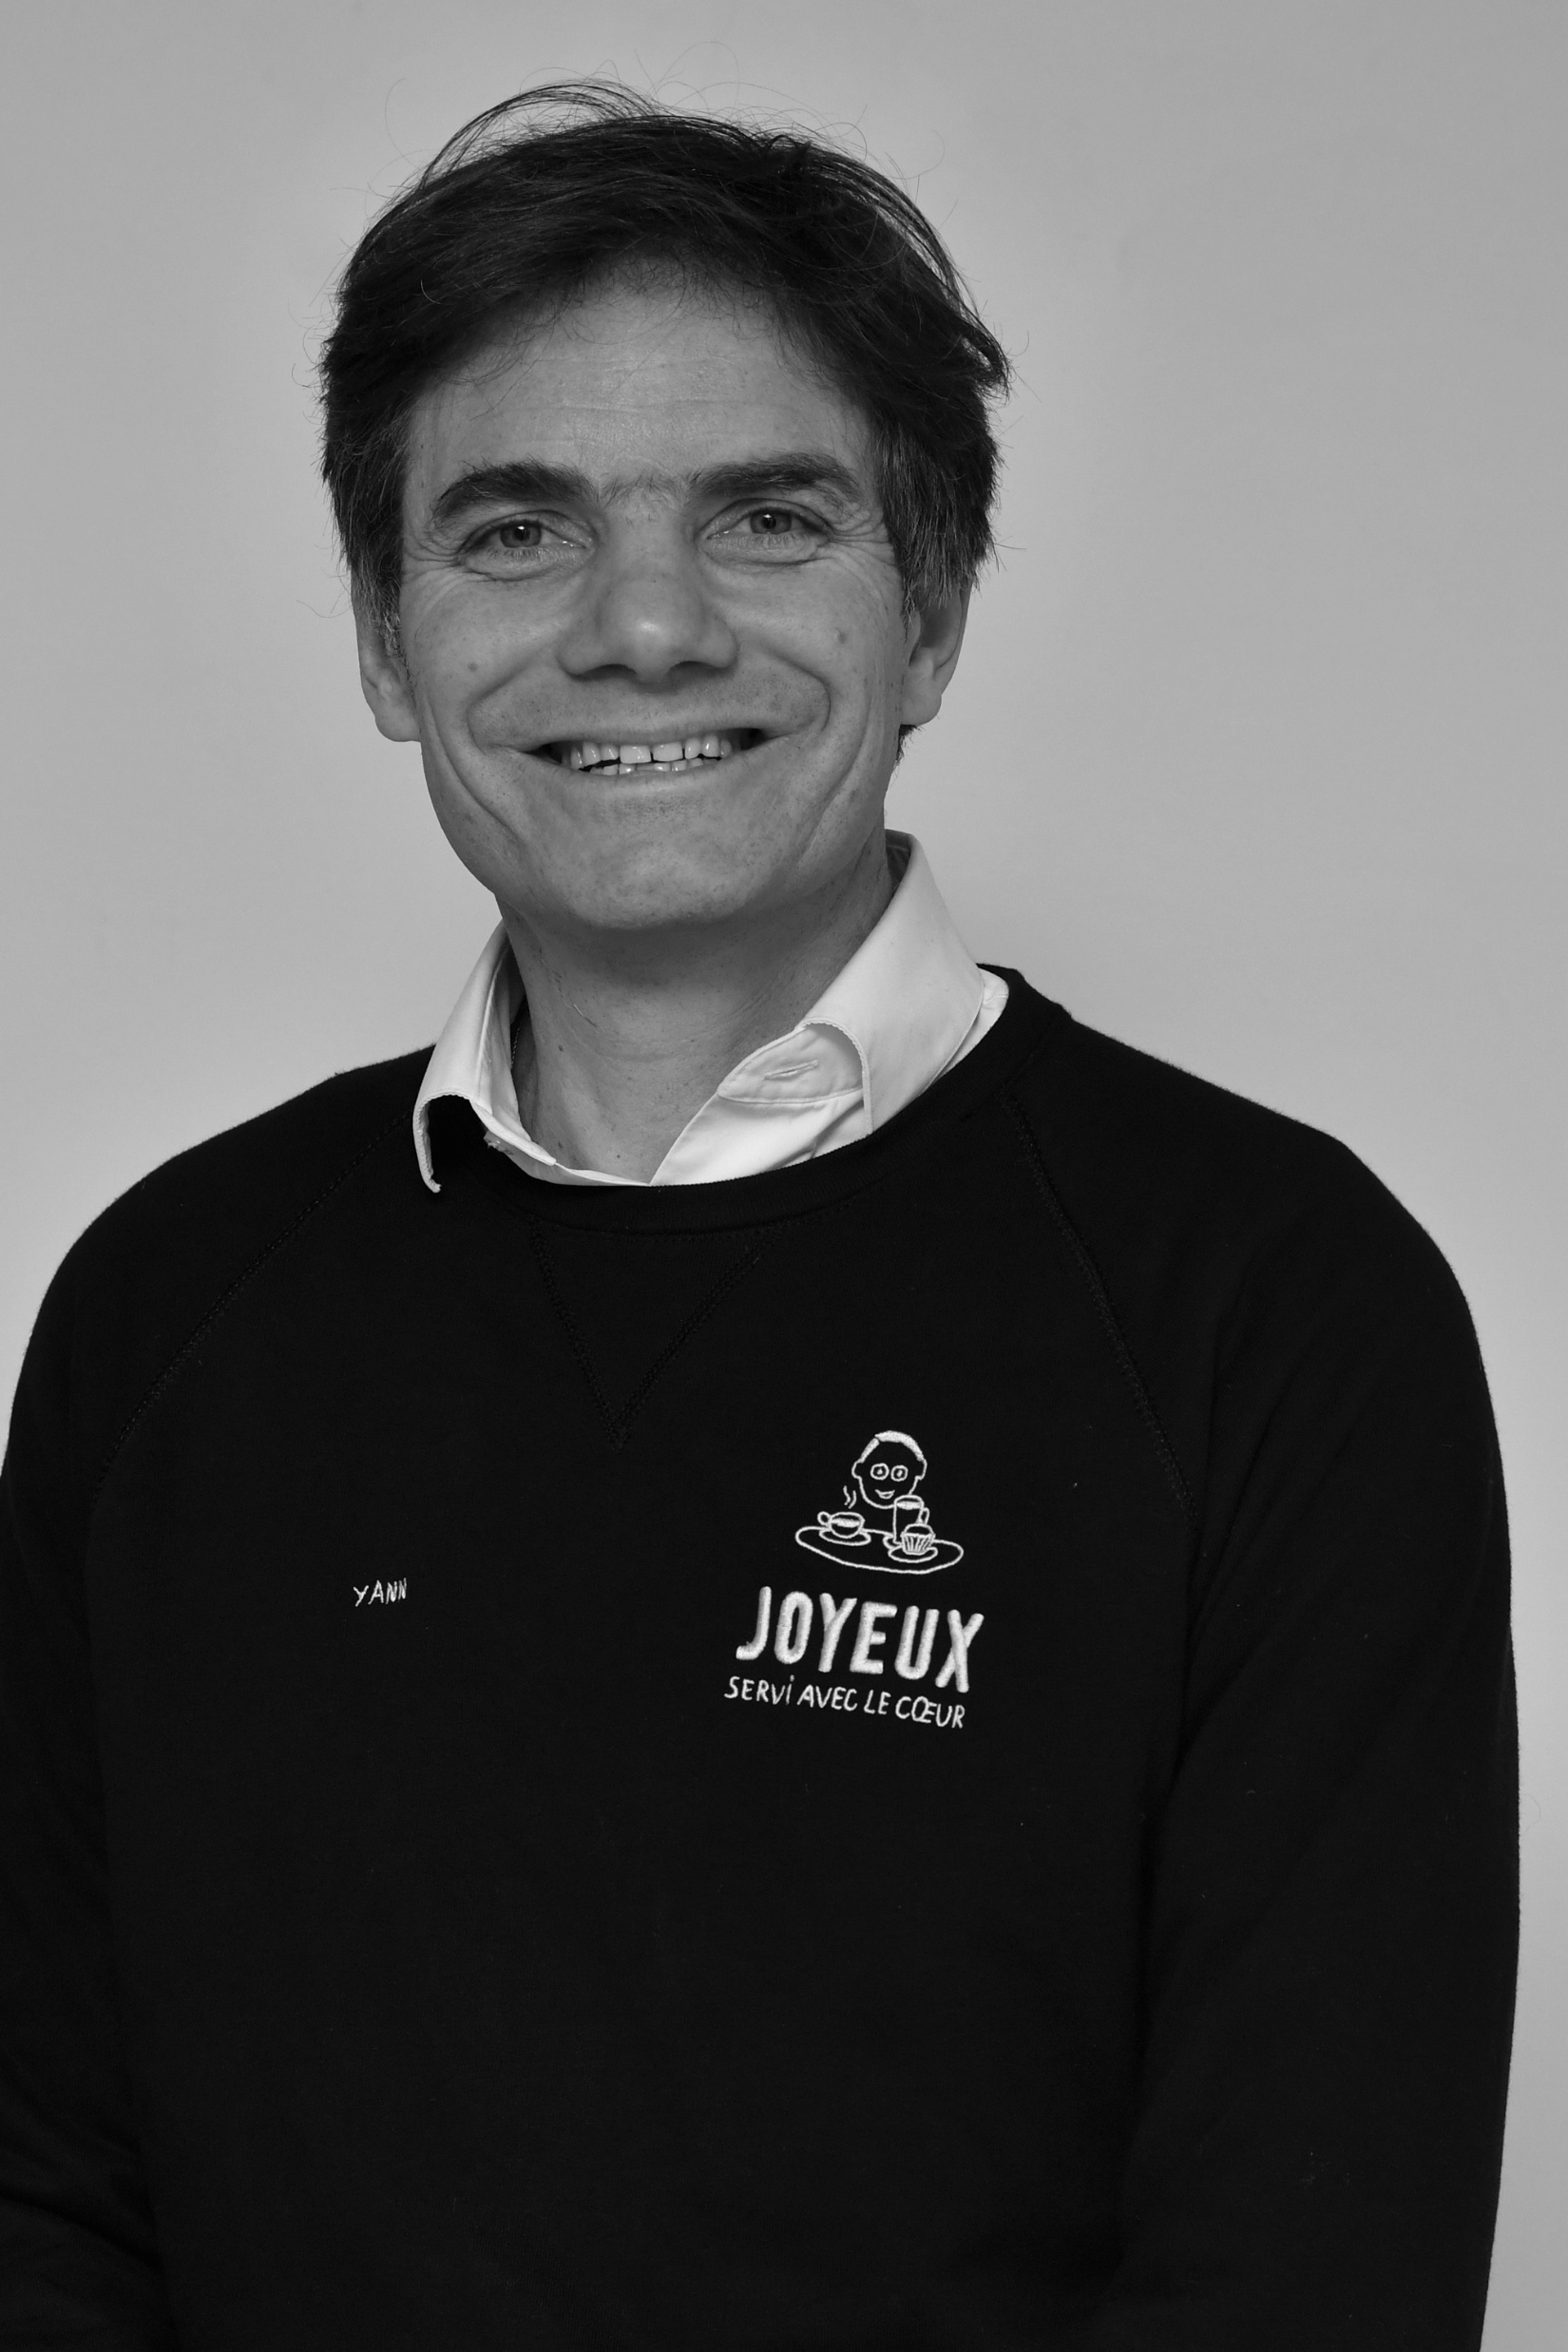 YANN
JOYEUX
SERVi AVEC LE CŒUR